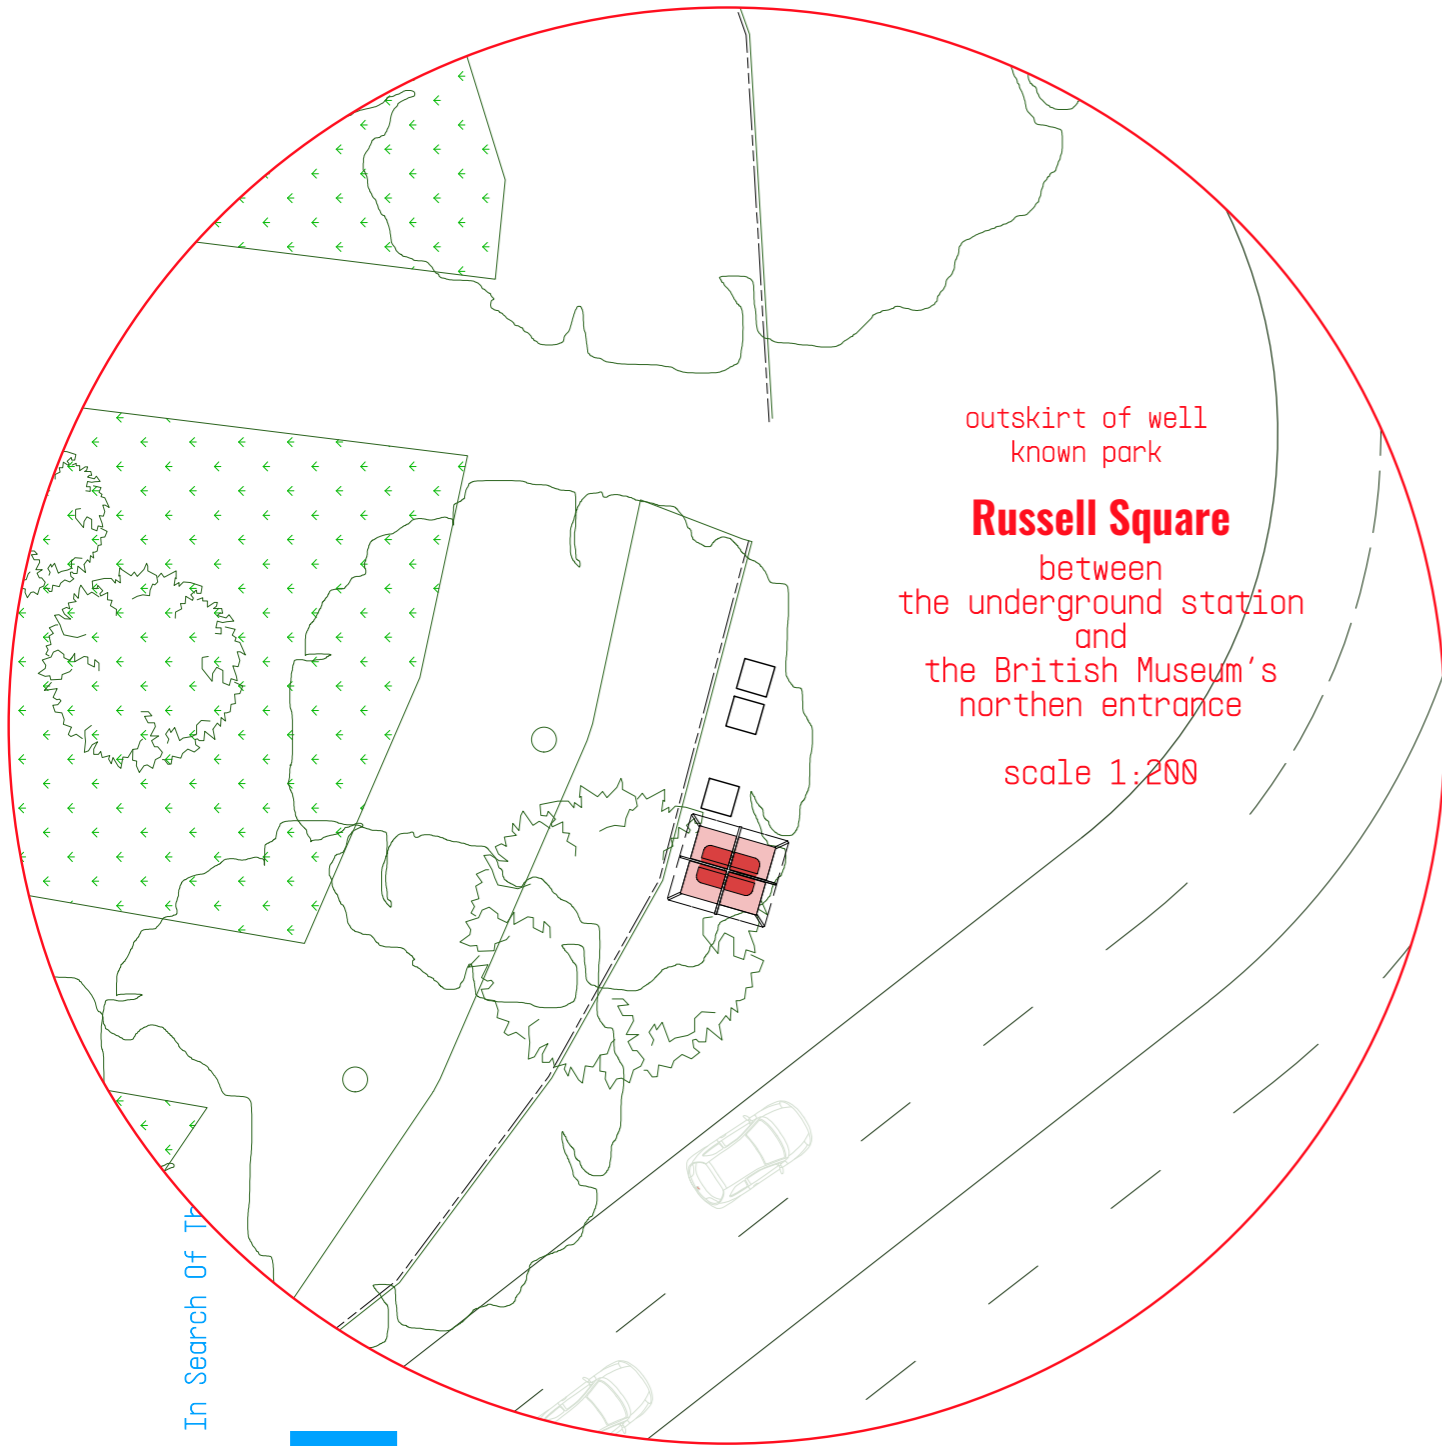 outskirt of well
known park
Russell Square
between
the underground station
and
the British Museum's
northen entrance
scale 1:200
In Search Of